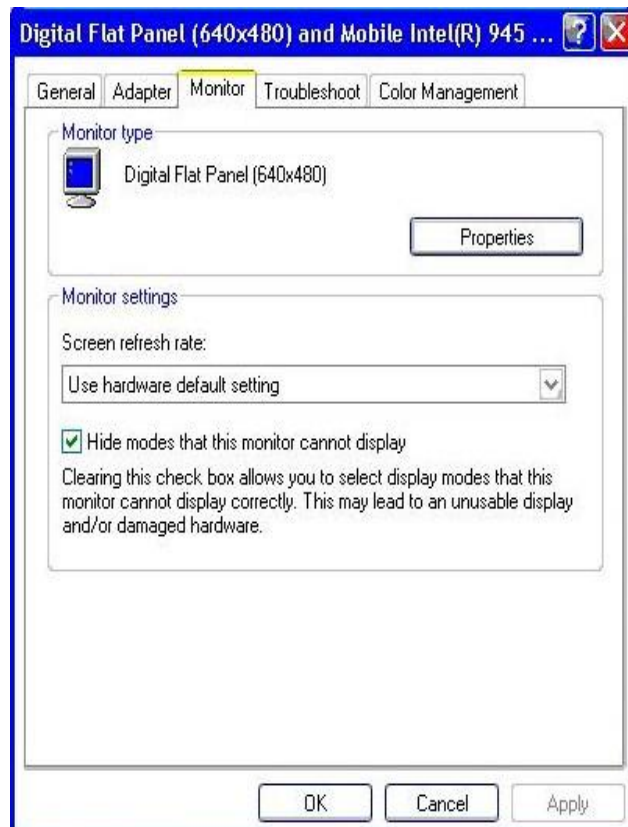 Digital Flat Panel (640x480) and Mobile Intel(R) 945 ...
General Adapter Monitor Troubleshoot Color Management
Monitor type
Digital Flat Panel (640x480)
Properties
Monitor settings
Screen refresh rate:
Use hardware default setting
Hide modes that this monitor cannot display
Clearing this check box allows you to select display modes that this
monitor cannot display correctly. This may lead to an unusable display
and/or damaged hardware.
OK Cancel Apply